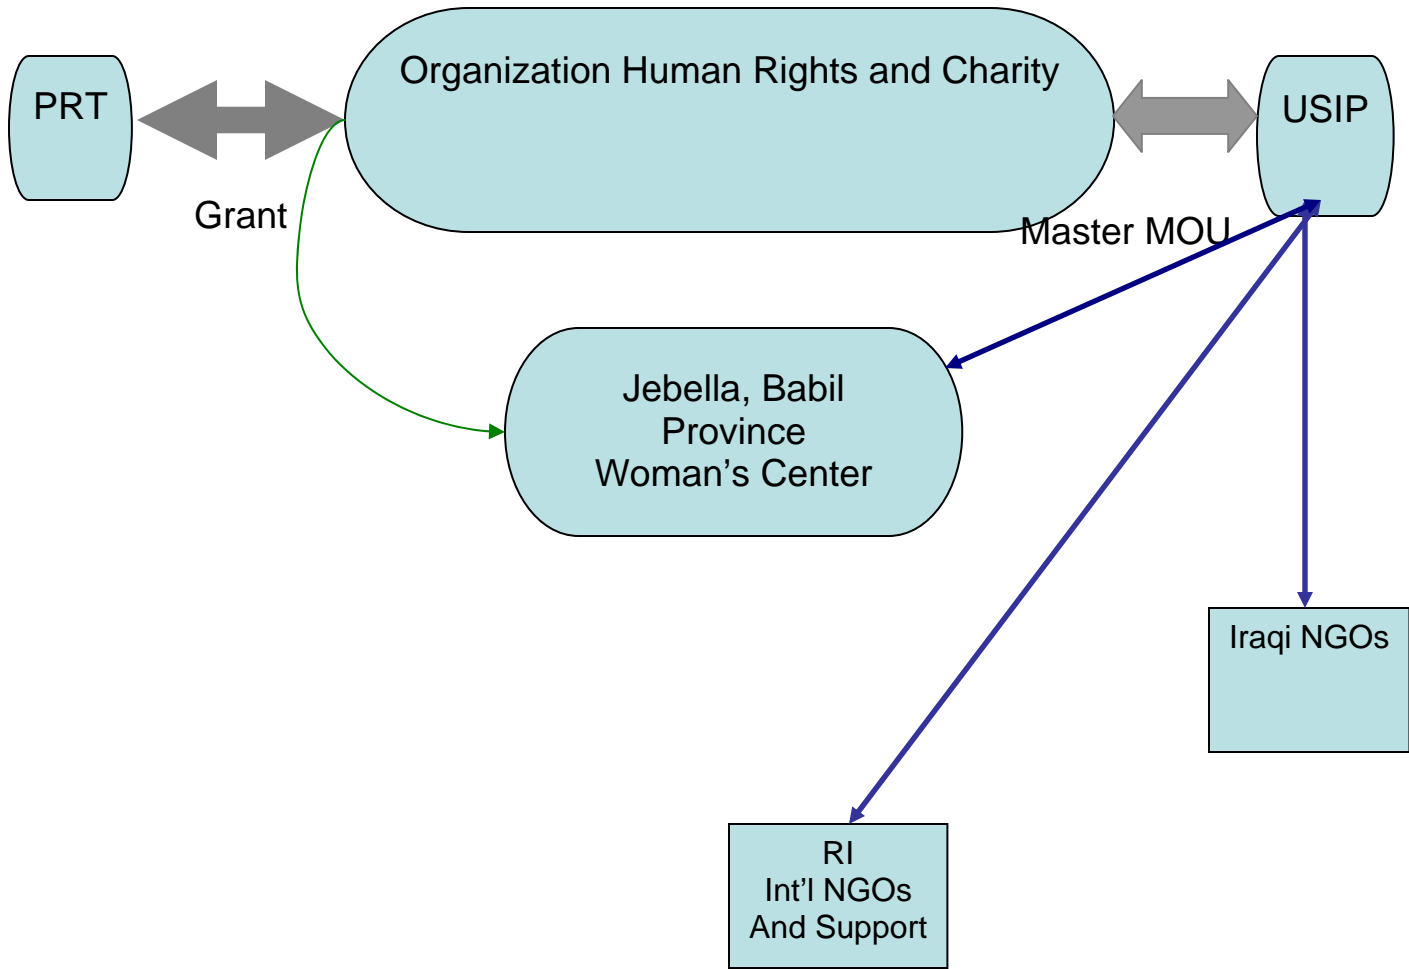 Organization Human Rights and Charity
PRT
USIP
Grant
Master MOU
Jebella, Babil
Province
Woman’s Center
Iraqi NGOs
RI
Int’l NGOs
And Support